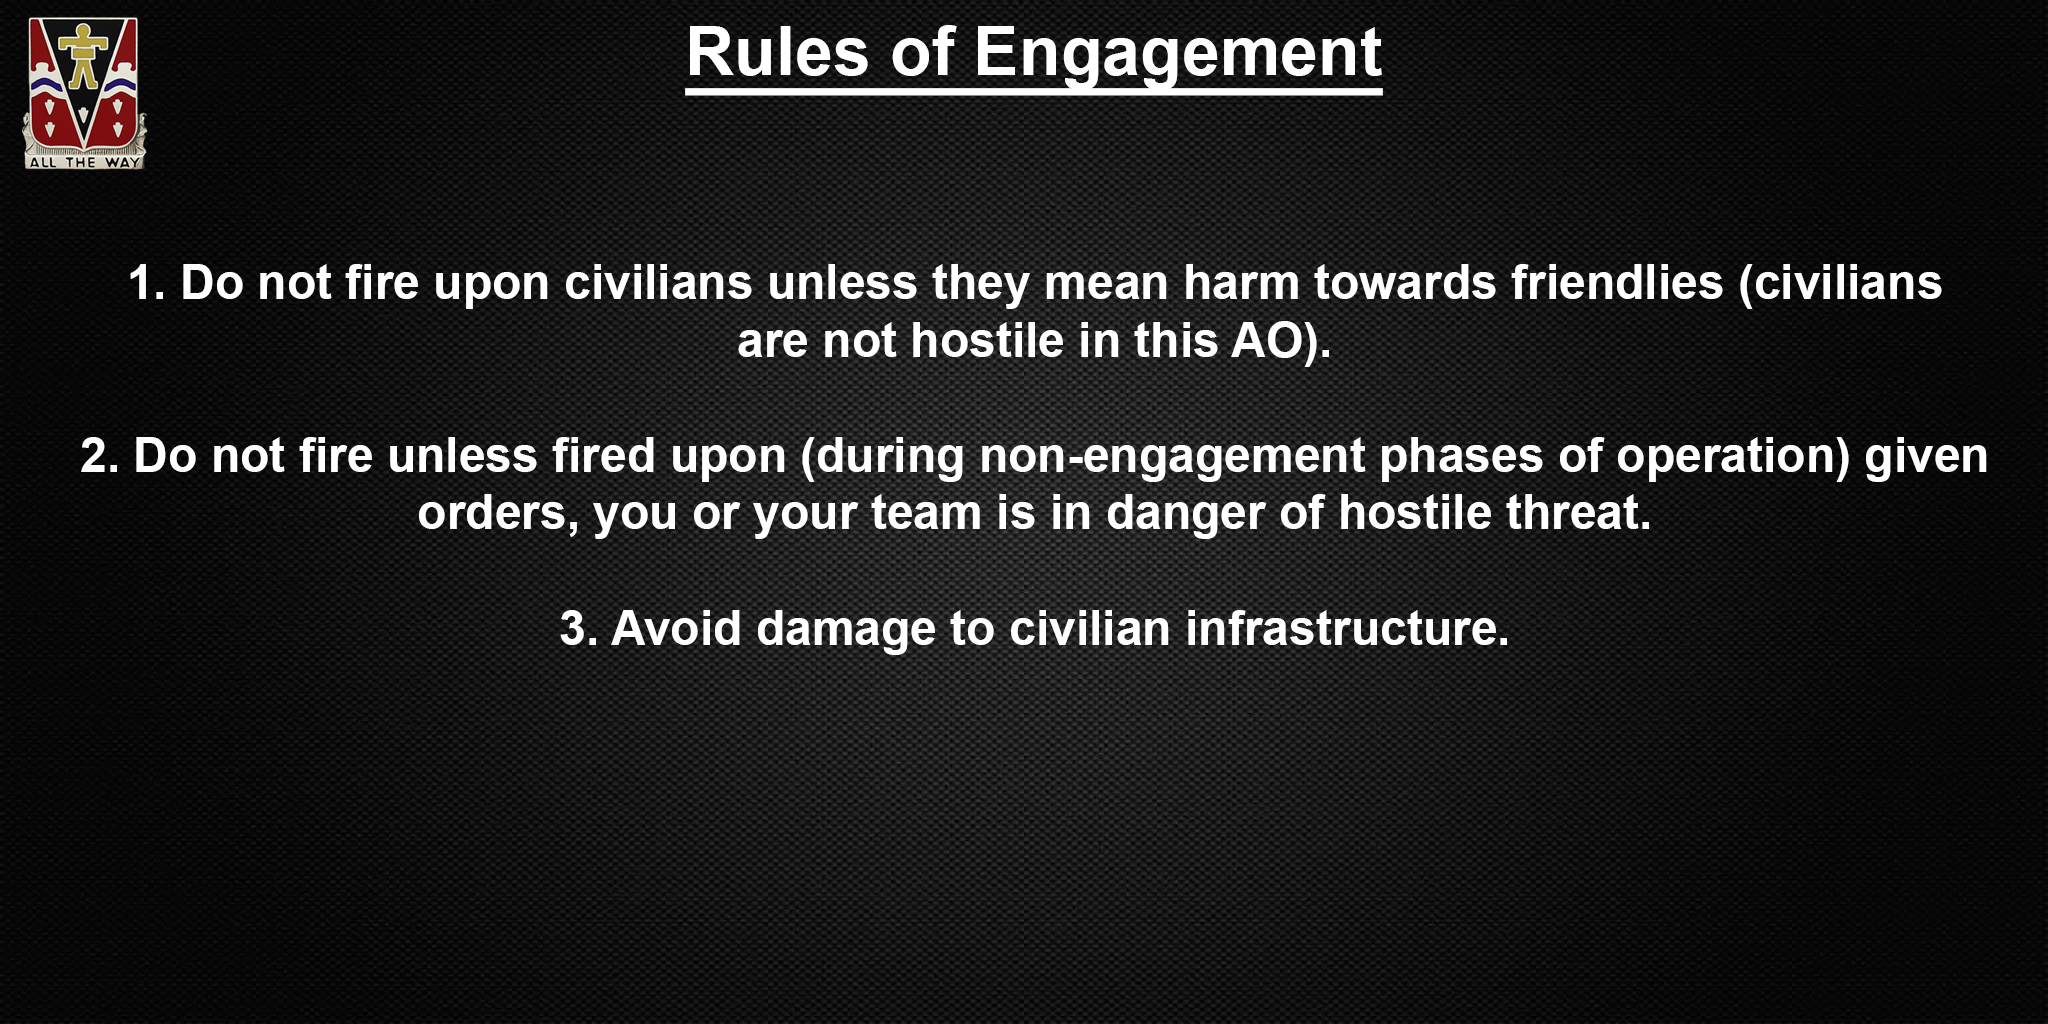 Rules of Engagement
ALL THE WAY
1. Do not fire upon civilians unless they mean harm towards friendlies (civilians
are not hostile in this AO).
2. Do not fire unless fired upon (during non-engagement phases of operation) given
orders, you or your team is in danger of hostile threat.
3. Avoid damage to civilian infrastructure.